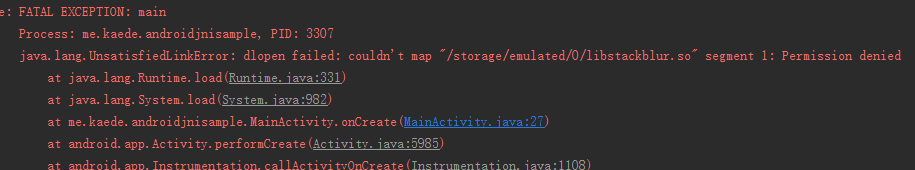 e: FATAL EXCEPTION: main
Process: me.kaede.androidjnisample, PID: 3307
java.lang.UnsatisfiedLinkError: dlopen failed: couldn't map "/storage/emulated/0/libstackblur.so" segment 1: Permission denied
at java.lang.Runtime.load(Runtime.java:331)
at java.lang.System.load(System.java:982)
at me.kaede.androidjnisample.MainActivity.onCreate(MainActivity.java:27)
at android.app.Activity.performCreate(Activity.java:5985)
at android.app.Instrumentation.callActivityOnCreate(Instrumentation.java:1108)